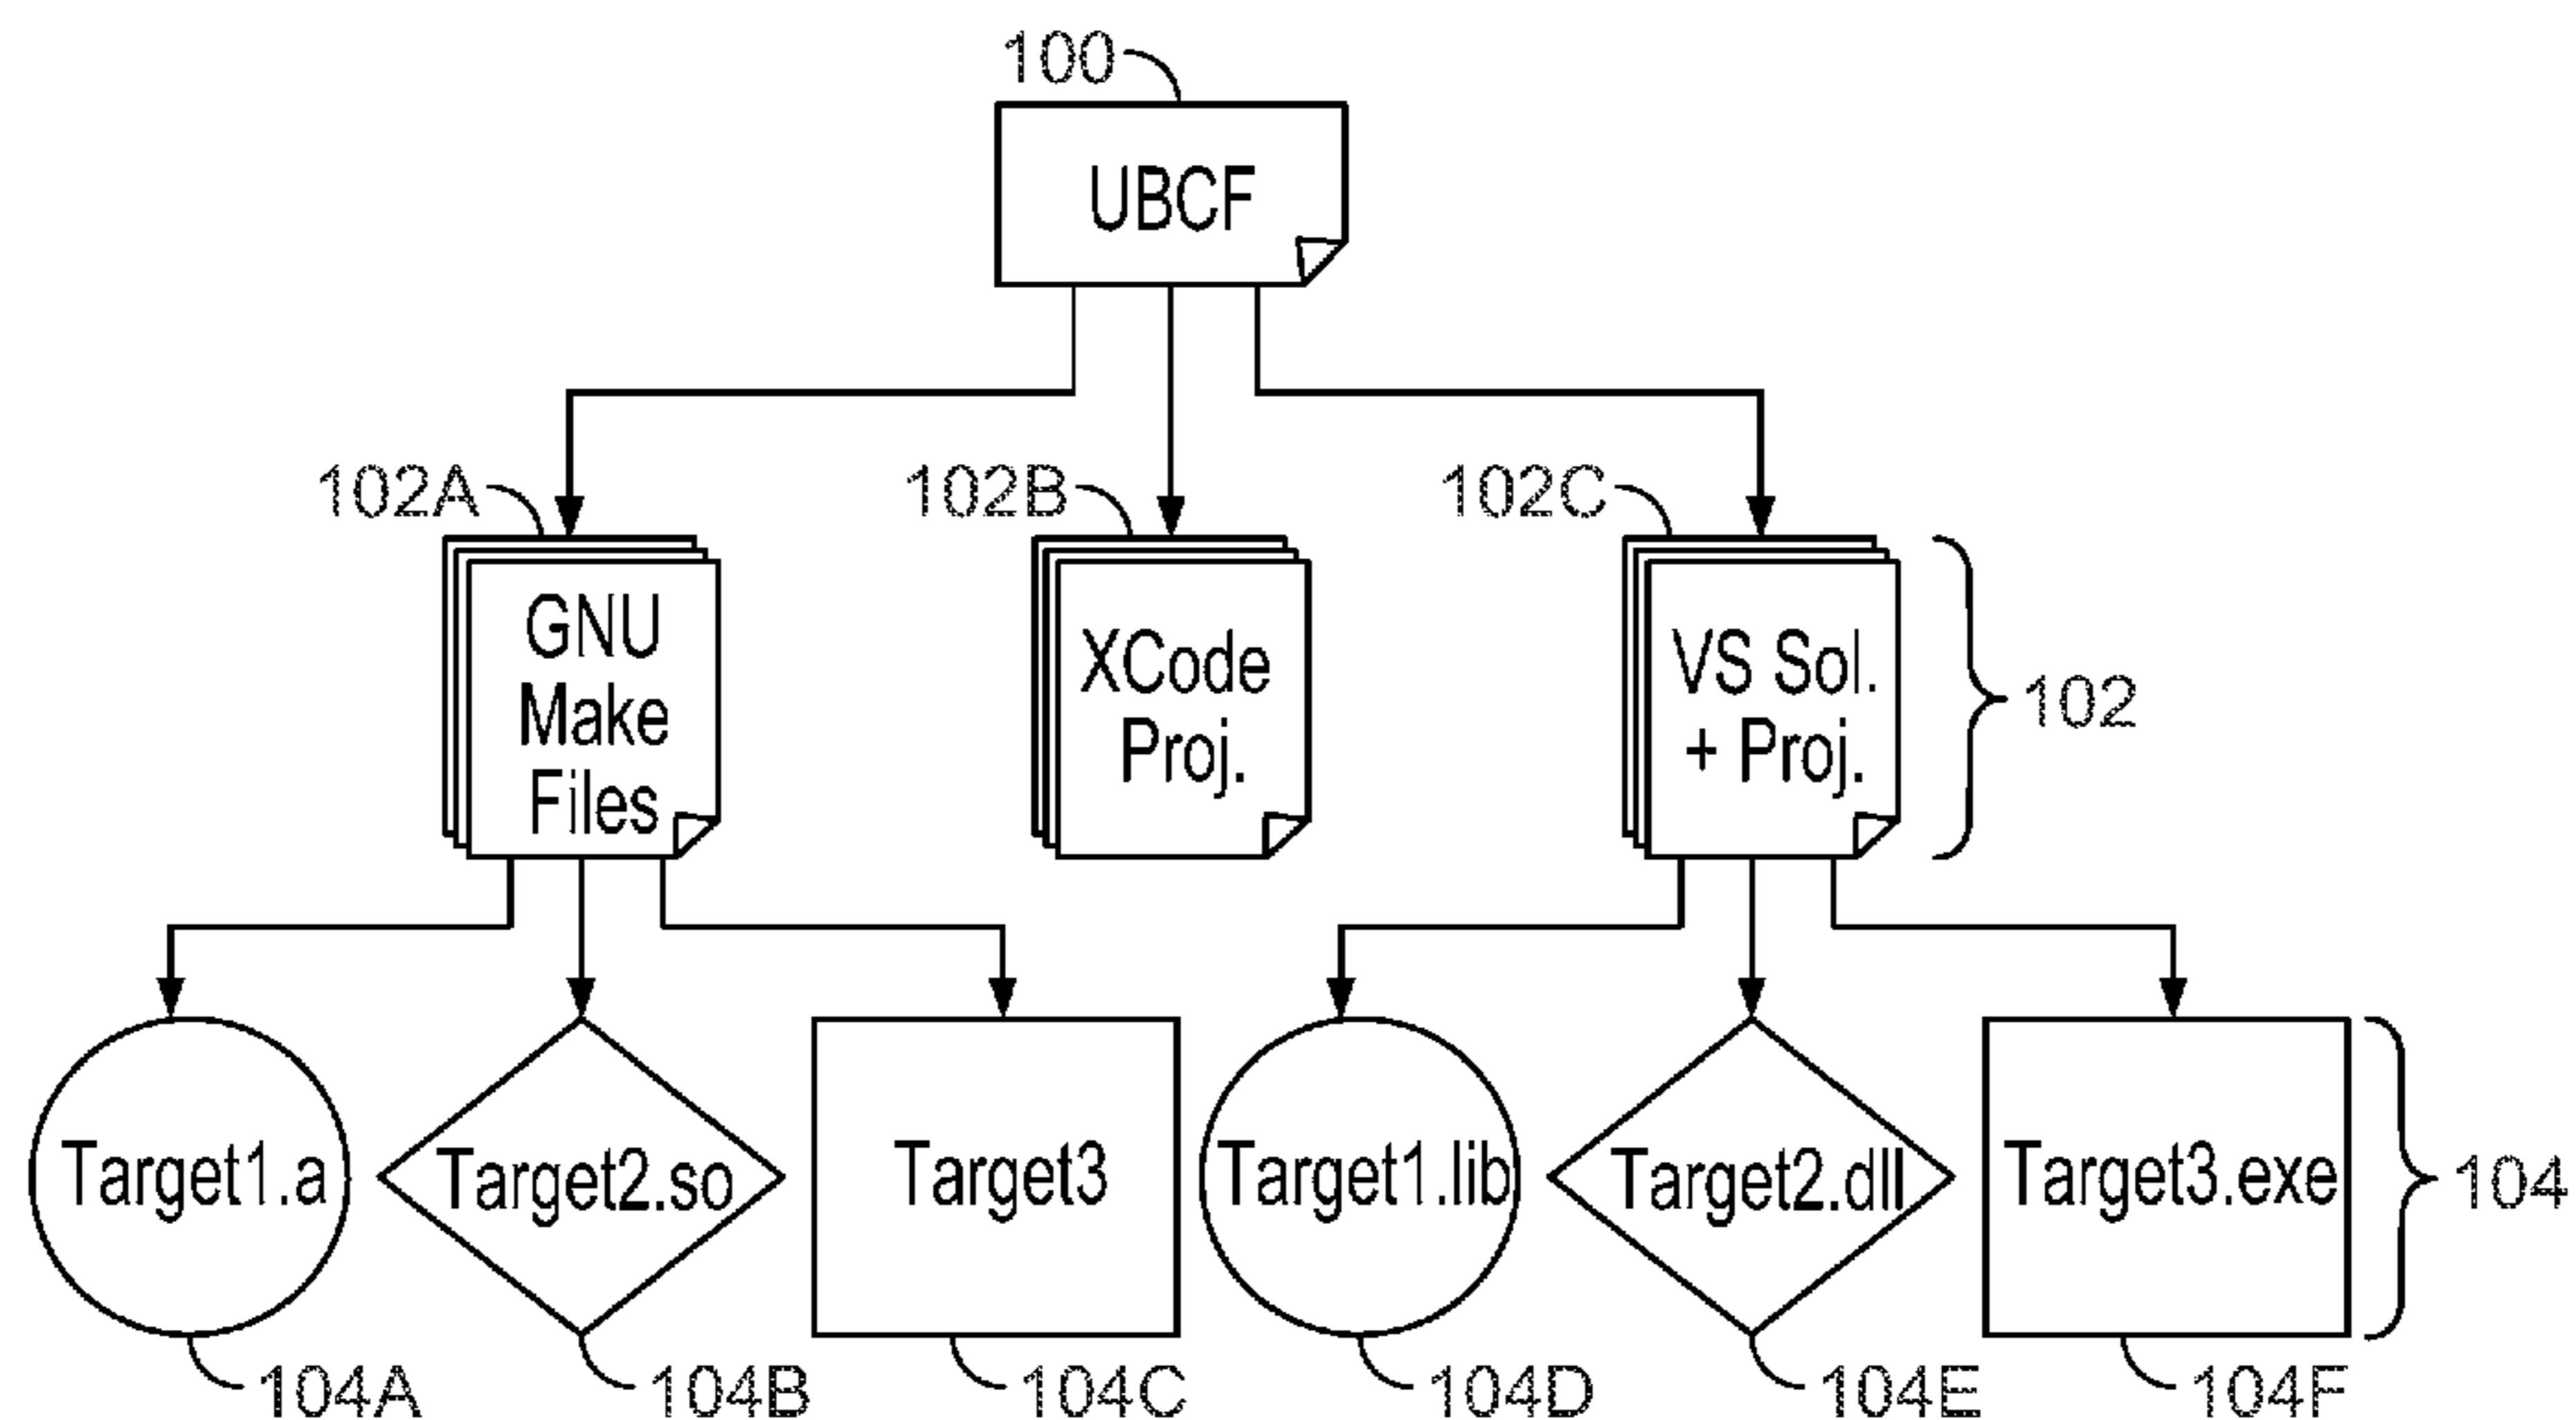 100
UBCF
102A
102B
102C
GNU
Make
Files
XCode
Proj.
VS Sol.
+ Proj.
102
Target1.a
Target2.so
Target3
Target1.lib
Target2.dll
Target3.exe
104
104A
104B
104C
104D
104E
104F